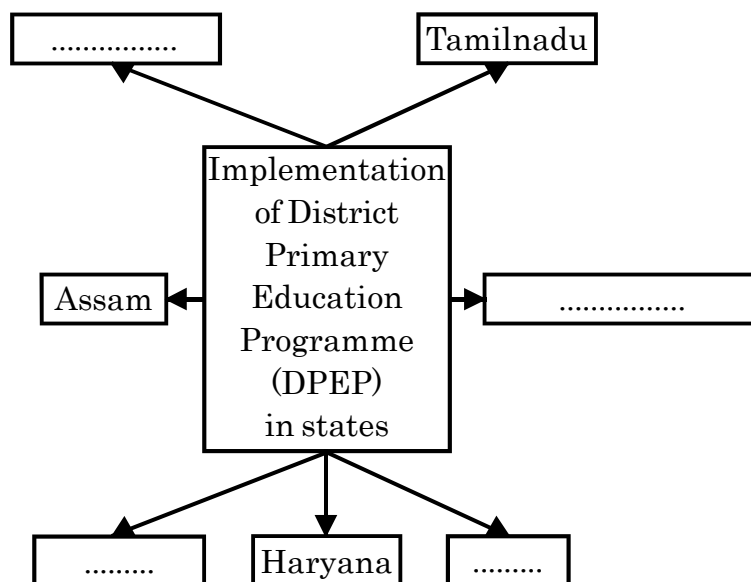 ................
Tamilnadu
Implementation
of District
Primary
Education
Programme
(DPEP)
in states
Assam
................
.........
Haryana
.........